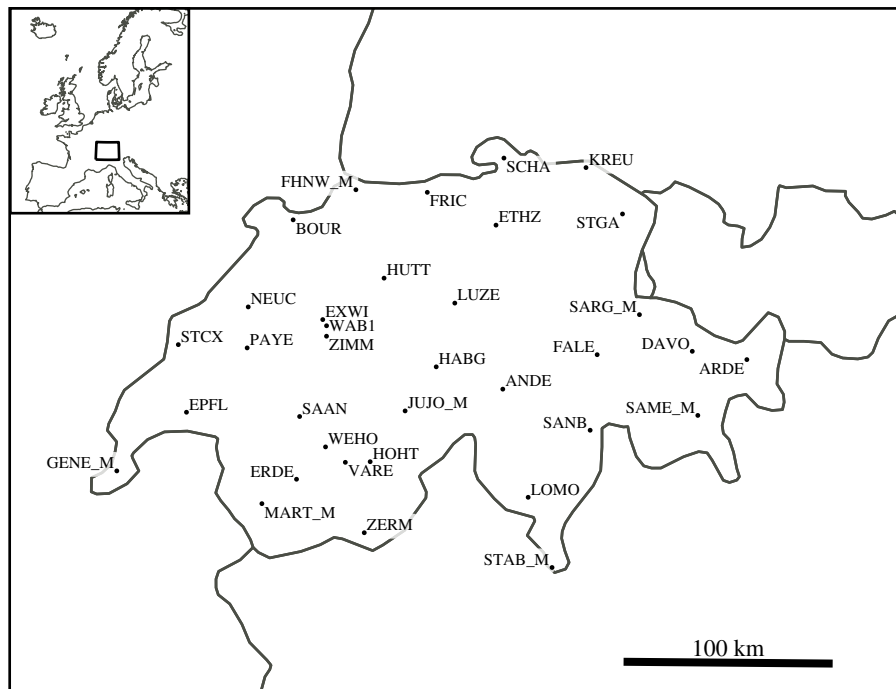 SCHA
KREU
FHNW_M
FRIC
BOUR
ETHZ
STGA
HUTT
NEUC
LUZE
SARG_M
EXWI
WAB1
STCX
PAYE
ZIMM
HABG
FALE
DAVO
ARDE
EPFL
SAAN
JUJO_M
ANDE
SANB
SAME_M
WEHO
GENE_M
ERDE
HOHT
VARE
LOMO
MART_M
ZERM
STAB_M
100 km